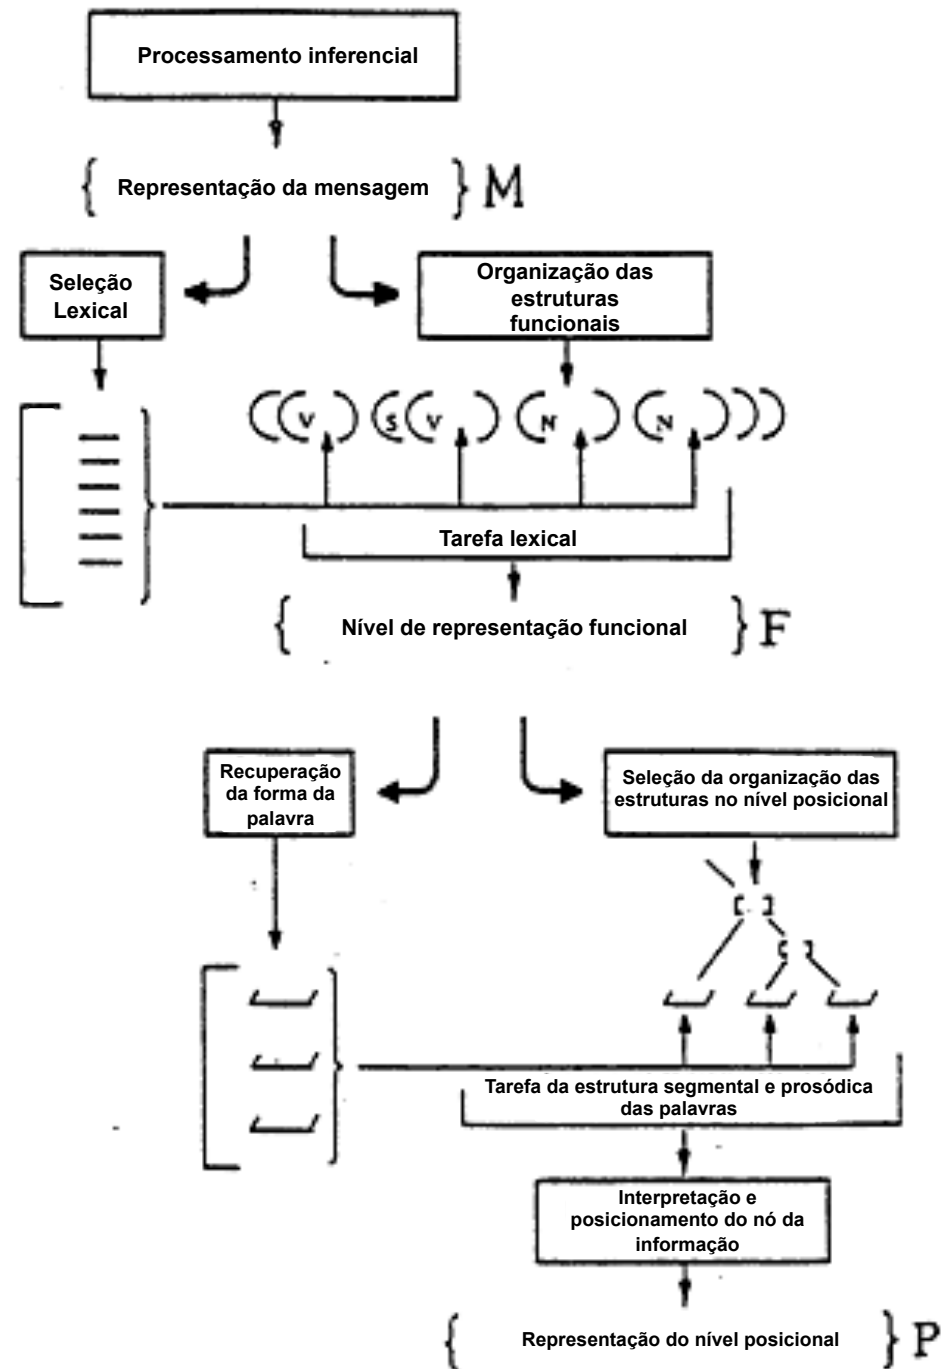 Processamento inferencial
Representação da mensagem
M
Seleção
Lexical
Organização das
estruturas
funcionais
V
S
V
N
N
Tarefa lexical
Nível de representação funcional
F
Recuperação
da forma da
palavra
Seleção da organização das
estruturas no nível posicional
Tarefa da estrutura segmental e prosódica
das palavras
Interpretação e
posicionamento do nó da
informação
Representação do nível posicional
P